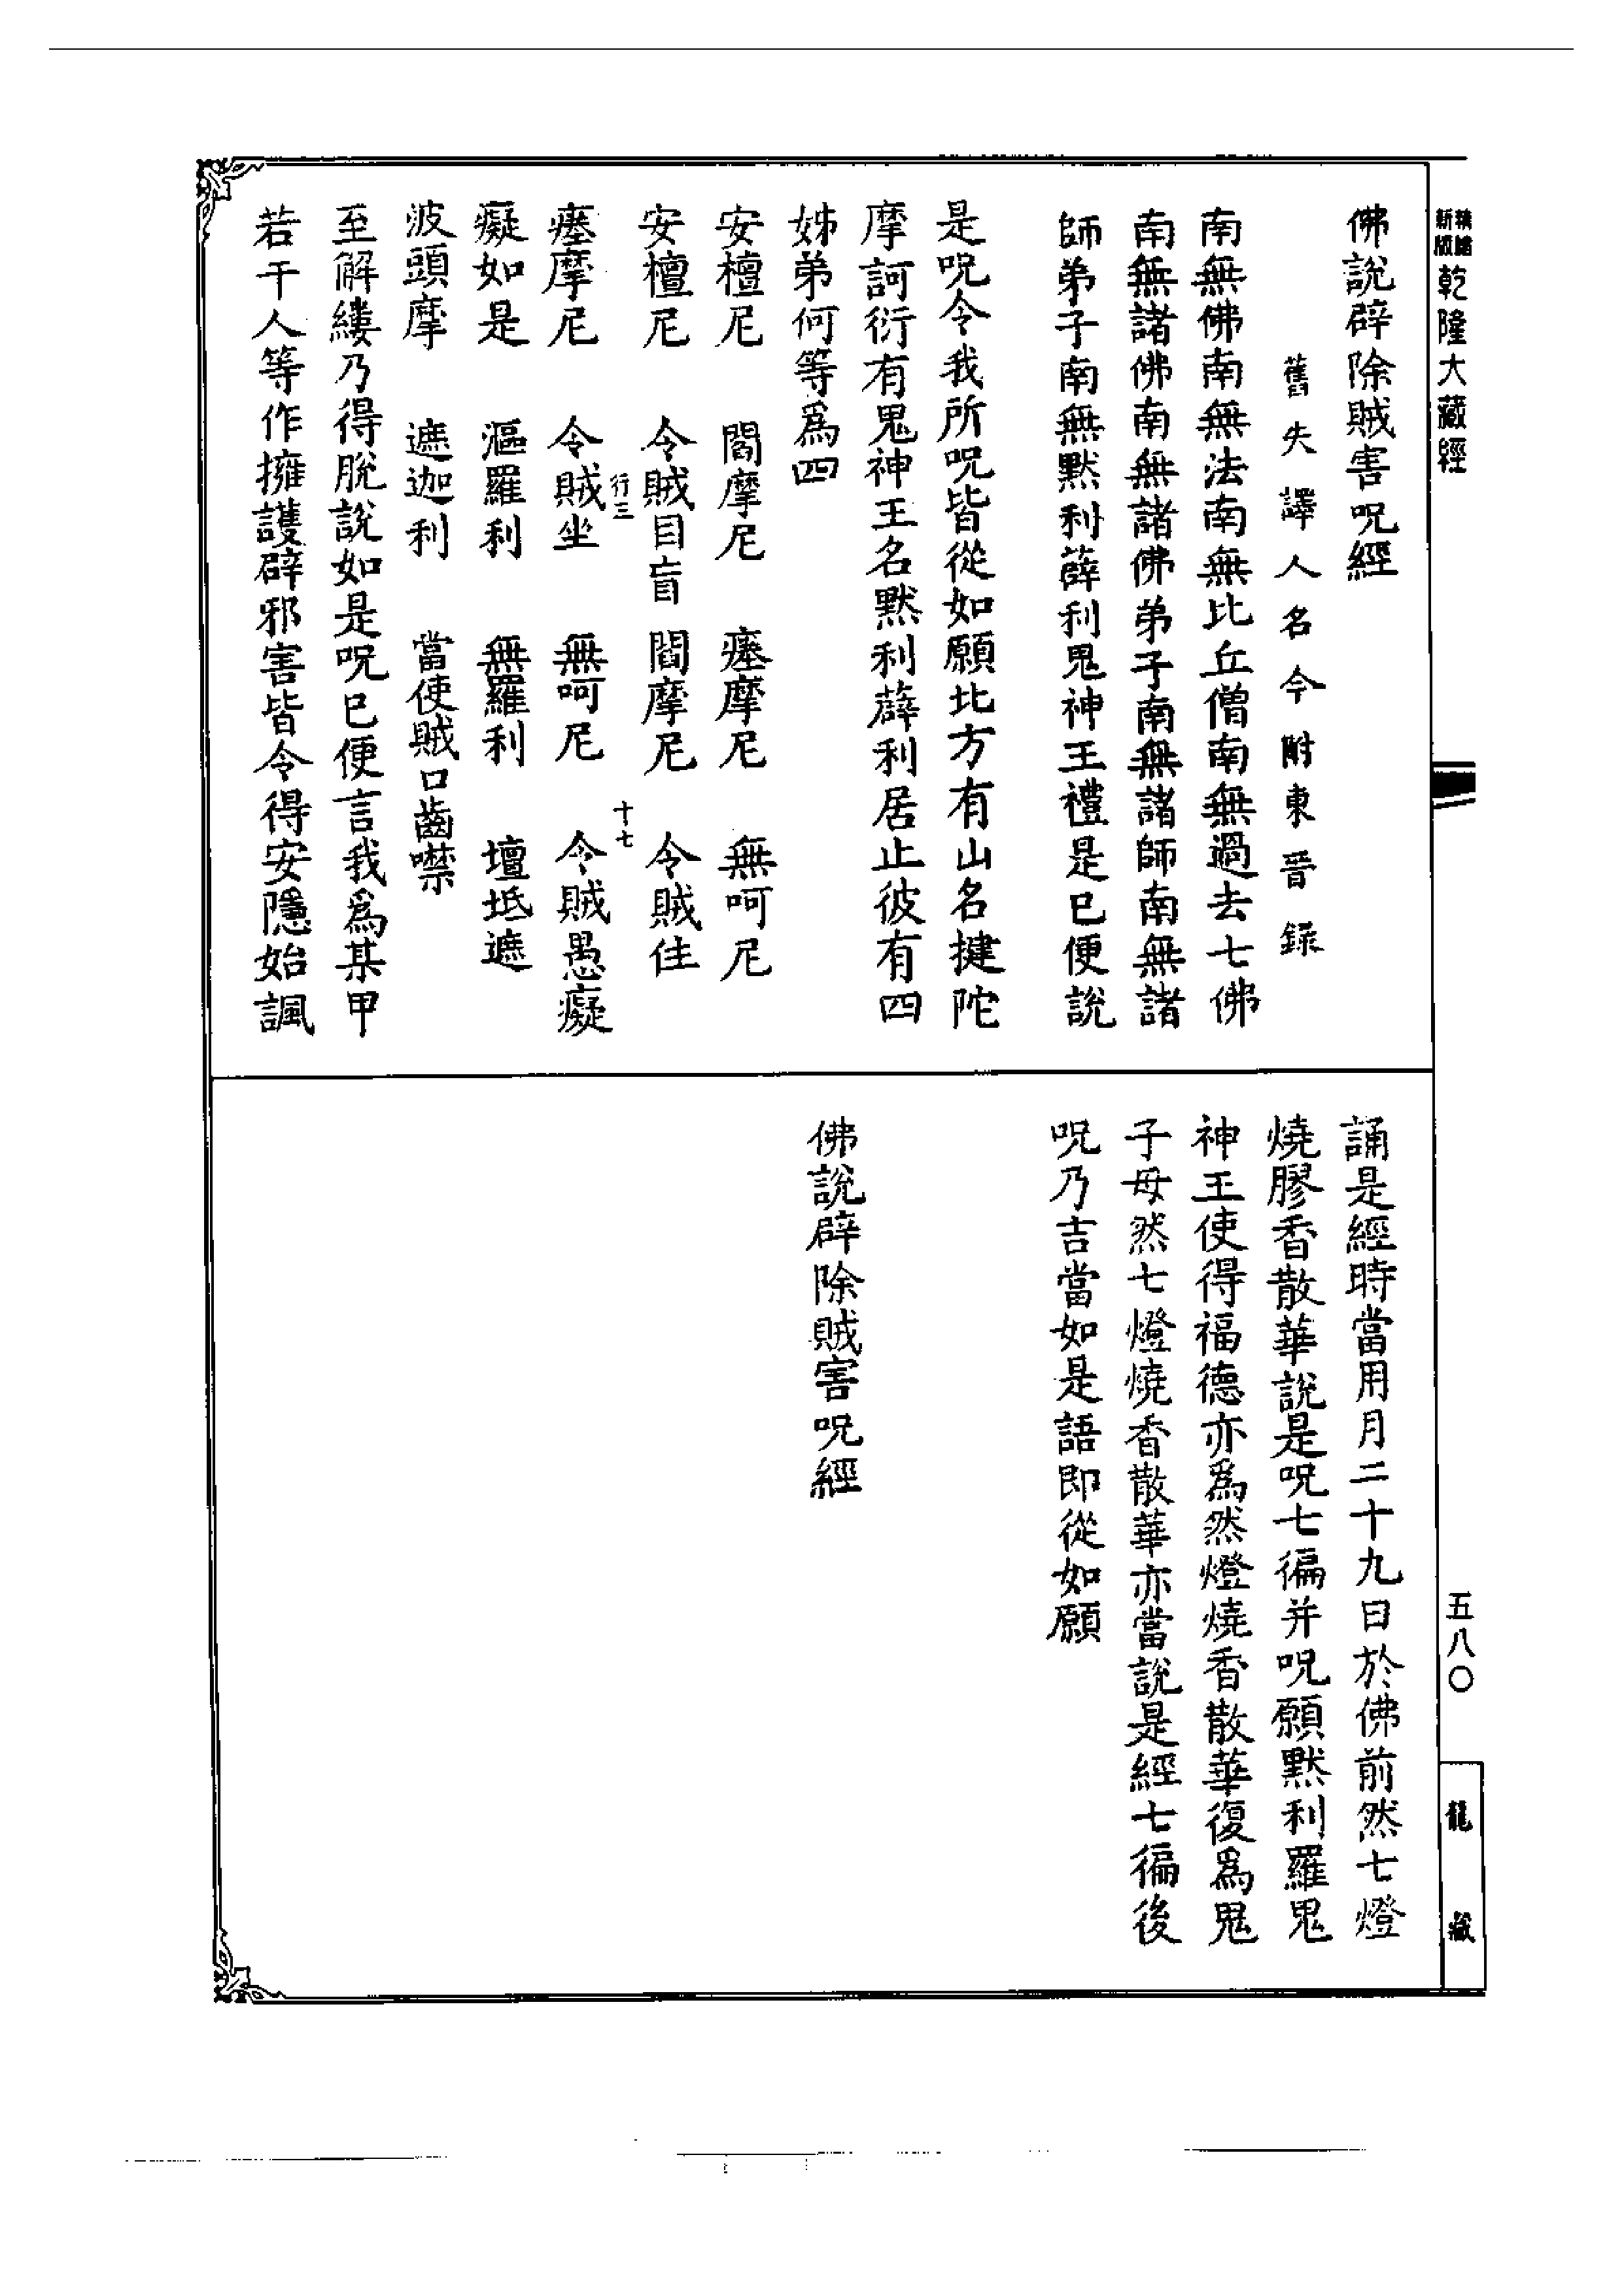 新版 精縮 乾隆大藏經
佛說辟除賊害呪經
舊失譯人名今附東晉錄
南無佛南無法南無比丘僧南無過去七佛
南無諸佛南無諸佛弟子南無諸師南無諸
師弟子南無默利薛利鬼神王禮是已便說
是呪令我所呪皆從如願北方有山名揵陀
摩訶衍有鬼神王名默利薜利居止彼有四
姊弟何等爲四
安檀尼 閻摩尼 㾀摩尼 無呵尼
安檀尼 令賊目盲 閻摩尼 令賊住
行三 十七
㾀摩尼 令賊坐 無呵尼 令賊愚癡
癡如是 漚羅利 無羅利 壇坻遮
波頭摩 遮迦利 當使賊口齒噤
至解縷乃得脫說如是呪已便言我爲某甲
若干人等作擁護辟邪害皆令得安隱始諷
誦是經時當用月二十九日於佛前然七燈
燒膠香散華說是呪七徧并呪願默利羅鬼
神王使得福德亦爲然燈燒香散華復爲鬼
子母然七燈燒香散華亦當說是經七徧後
呪乃吉當如是語即從如願
佛說辟除賊害呪經
五八〇
龍藏